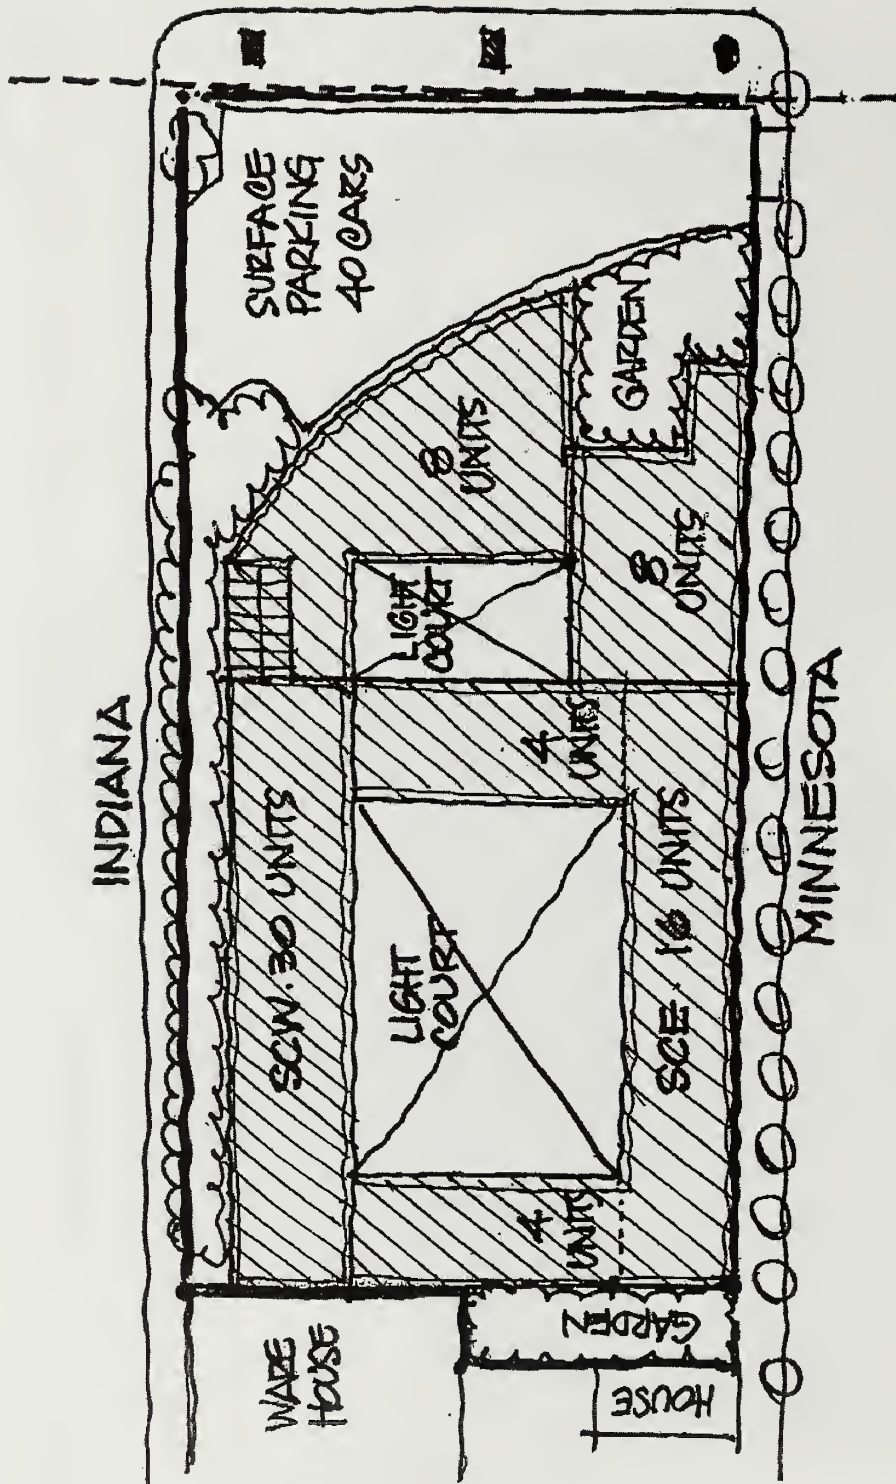 INDIANA
SURFACE
PARKING
40 CARS
SCW. 30 UNITS
8
UNITS
GARDEN
LIGHT
COURT
8
UNITS
4
UNITS
LIGHT
COURT
SCE. 16 UNITS
4
UNITS
WARE
HOUSE
GARDEN
HOUSE
MINNESOTA